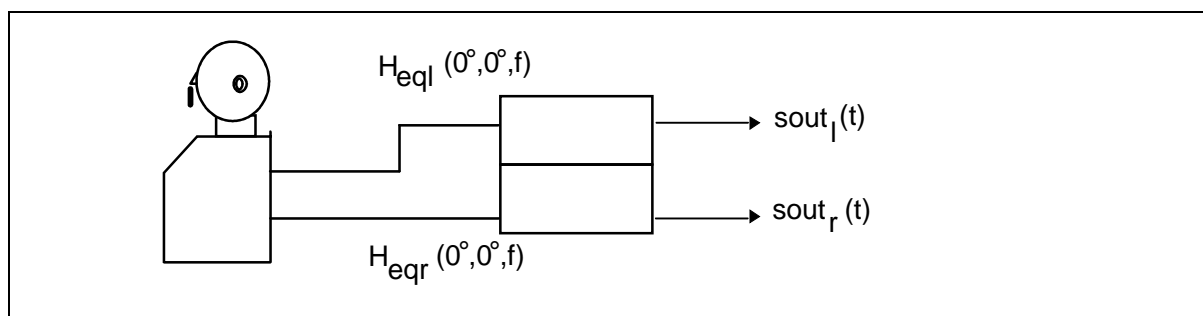 H_eql (0°,0°,f)
sout_l(t)
sout_r (t)
H_eqr (0°,0°,f)